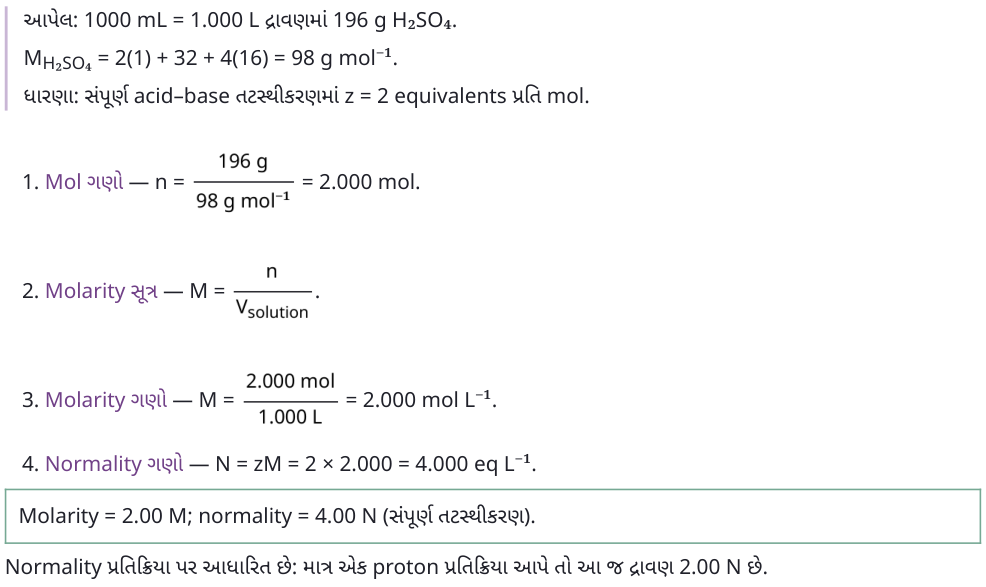 આપેલ: 1000 mL = 1.000 L દ્રાવણમાં 196 g H₂SO₄.
M_H₂SO₄ = 2(1) + 32 + 4(16) = 98 g mol⁻¹.
ધારણા: સંપૂર્ણ acid–base તટસ્થીકરણમાં z = 2 equivalents પ્રતિ mol.
1. Mol ગણો — n = 196 g / 98 g mol⁻¹ = 2.000 mol.
2. Molarity સૂત્ર — M = n / V_solution.
3. Molarity ગણો — M = 2.000 mol / 1.000 L = 2.000 mol L⁻¹.
4. Normality ગણો — N = zM = 2 × 2.000 = 4.000 eq L⁻¹.
Molarity = 2.00 M; normality = 4.00 N (સંપૂર્ણ તટસ્થીકરણ).
Normality પ્રતિક્રિયા પર આધારિત છે: માત્ર એક proton પ્રતિક્રિયા આપે તો આ જ દ્રાવણ 2.00 N છે.